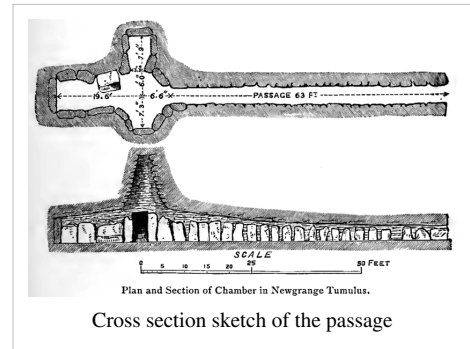 19.6' 6'6" PASSAGE 63 FT
SCALE
0 5 10 15 20 25 50 FEET
Plan and Section of Chamber in Newgrange Tumulus.
Cross section sketch of the passage